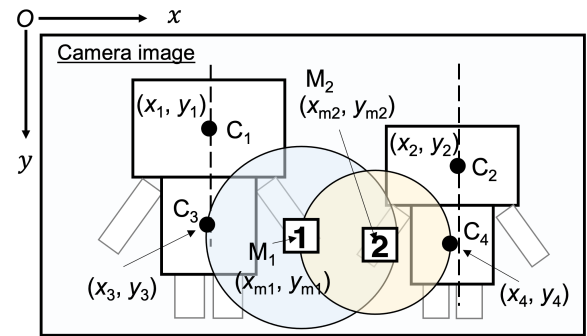 O x
Camera image
y
M₂
(xₘ₂, yₘ₂)
(x₁, y₁)
C₁
(x₂, y₂)
C₂
C₃
M₁
1
2
C₄
(x₃, y₃)
(xₘ₁, yₘ₁)
(x₄, y₄)